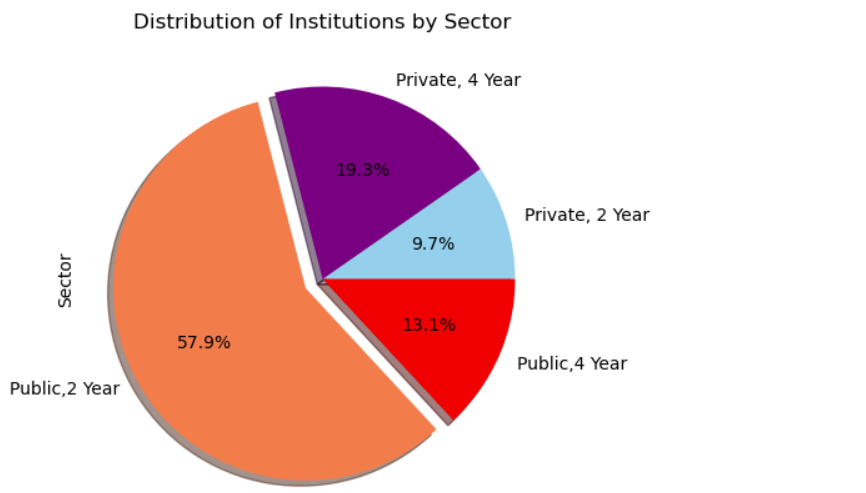 Distribution of Institutions by Sector
Private, 4 Year
19.3%
Private, 2 Year
9.7%
Sector
13.1%
57.9%
Public,4 Year
Public,2 Year